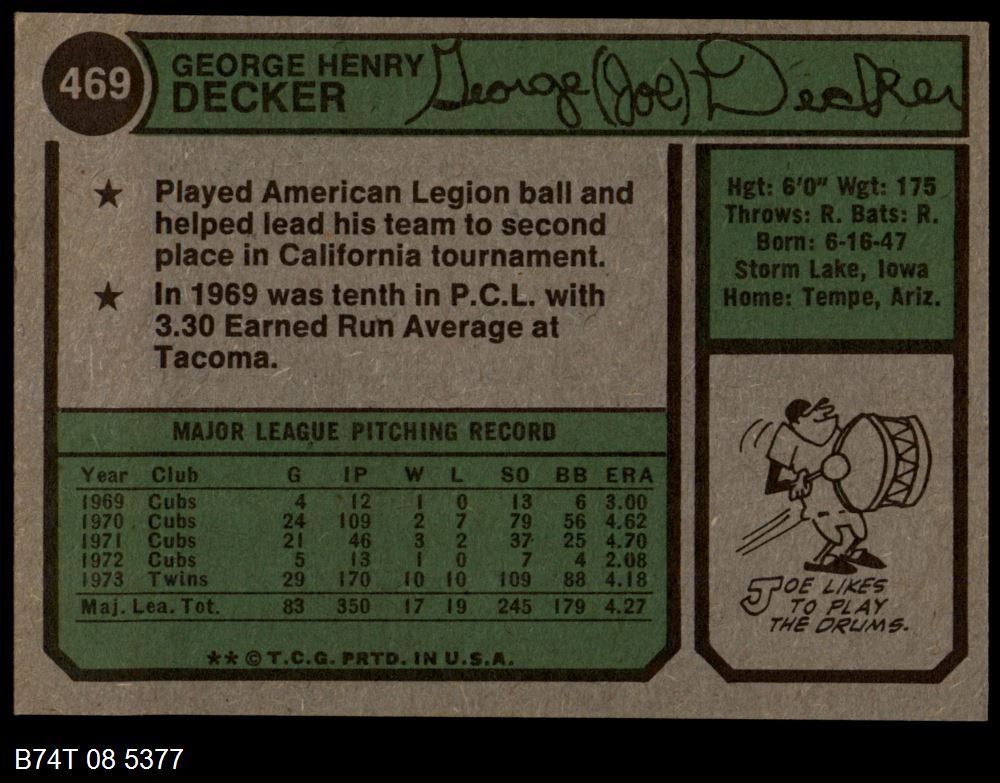 469
GEORGE HENRY
DECKER
George (Joe) Decker
★ Played American Legion ball and
helped lead his team to second
place in California tournament.
★ In 1969 was tenth in P.C.L. with
3.30 Earned Run Average at
Tacoma.
Hgt: 6'0" Wgt: 175
Throws: R. Bats: R.
Born: 6-16-47
Storm Lake, Iowa
Home: Tempe, Ariz.
MAJOR LEAGUE PITCHING RECORD
Year Club G IP W L SO BB ERA
1969 Cubs 4 12 1 0 13 6 3.00
1970 Cubs 24 109 2 7 79 56 4.62
1971 Cubs 21 46 3 2 37 25 4.70
1972 Cubs 5 13 1 0 7 4 2.08
1973 Twins 29 170 10 10 109 88 4.18
Maj. Lea. Tot. 83 350 17 19 245 179 4.27
** © T.C.G. PRTD. IN U.S.A.
JOE LIKES
TO PLAY
THE DRUMS.
B74T 08 5377